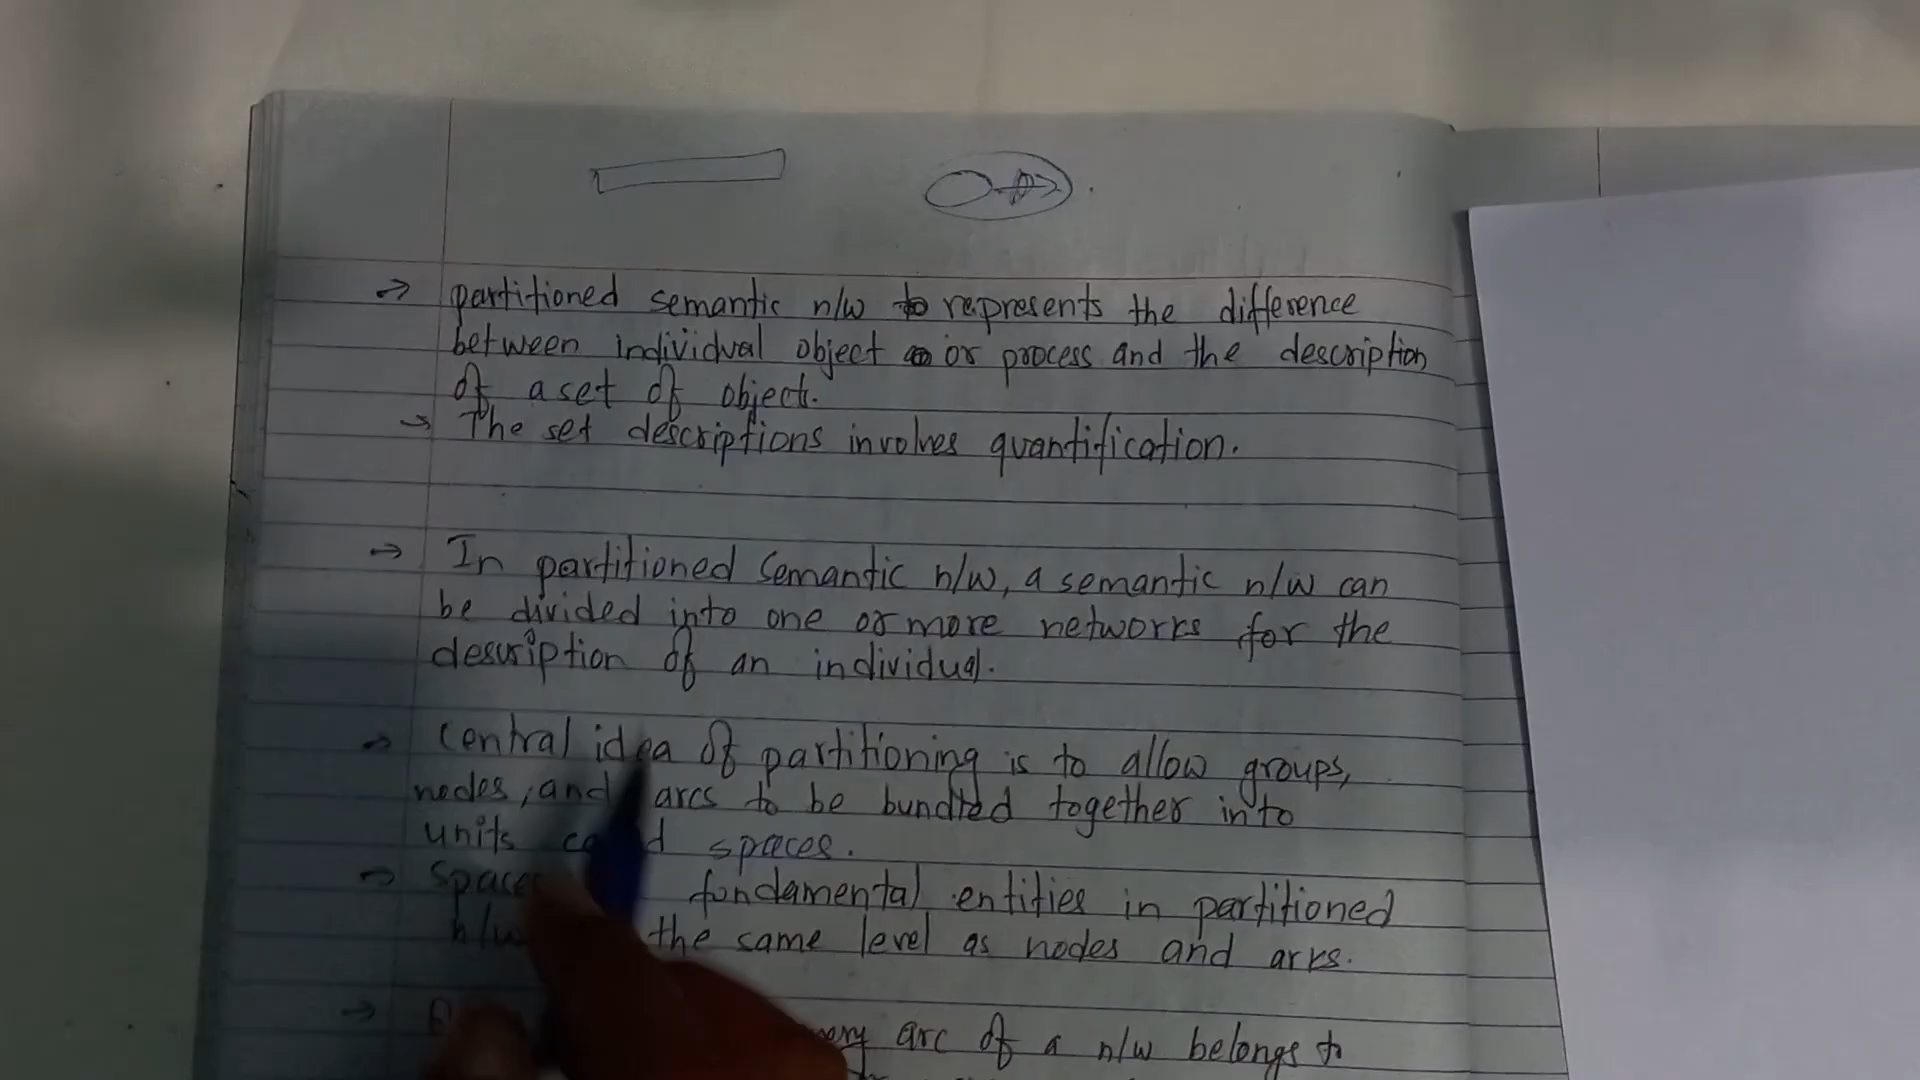 → partitioned semantic n/w represents the difference
between individual object or process and the description
of a set of object.
→ The set descriptions involves quantification.
→ In partitioned semantic n/w, a semantic n/w can
be divided into one or more networks for the
description of an individual.
→ Central idea of partitioning is to allow groups,
nodes, and arcs to be bundled together into
units spaces.
→ Spaces fundamental entities in partitioned
n/w the same level as nodes and arks.
→ arc of a n/w belongs to